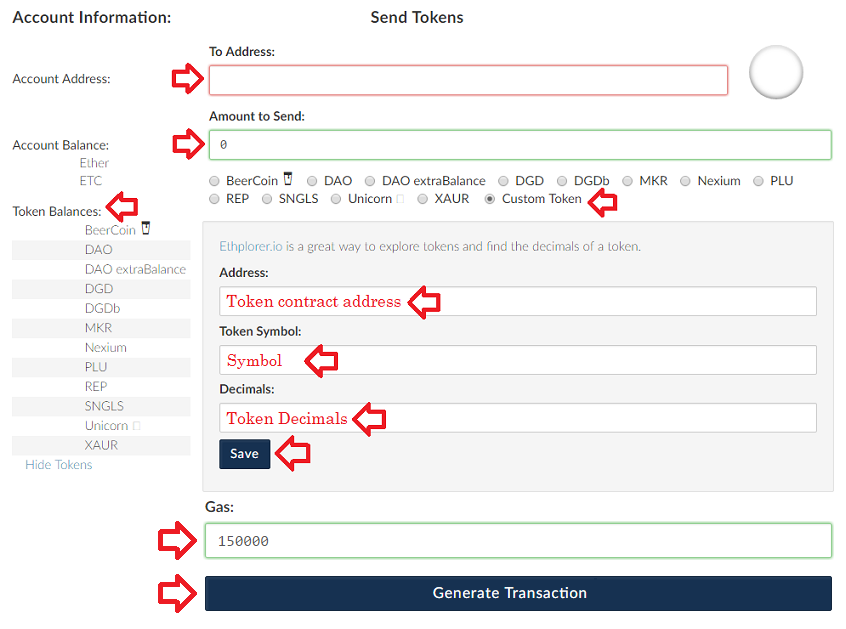 Account Information:
Send Tokens
To Address:
Account Address:
Amount to Send:
0
Account Balance:
Ether
ETC
BeerCoin DAO DAO extraBalance DGD DGDb MKR Nexium PLU
REP SNGLS Unicorn XAUR Custom Token
Token Balances:
BeerCoin
DAO
DAO extraBalance
DGD
DGDb
MKR
Nexium
PLU
REP
SNGLS
Unicorn
XAUR
Hide Tokens
Ethplorer.io is a great way to explore tokens and find the decimals of a token.
Address:
Token contract address
Token Symbol:
Symbol
Decimals:
Token Decimals
Save
Gas:
150000
Generate Transaction